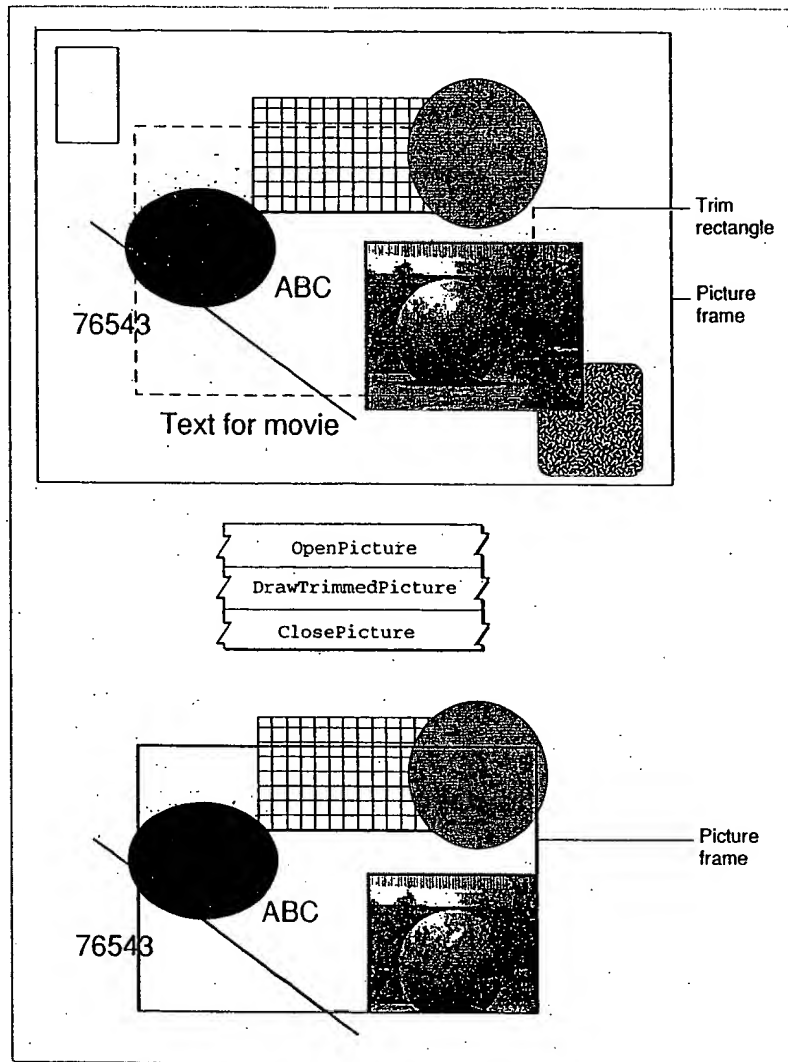 Trim
rectangle
ABC
Picture
frame
76543
Text for movie
OpenPicture
DrawTrimmedPicture
ClosePicture
Picture
frame
ABC
76543